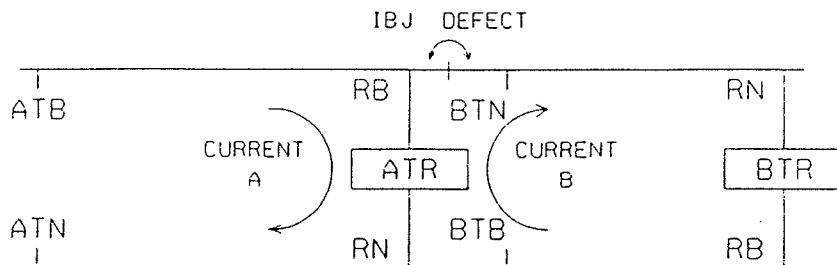 IBJ DEFECT
RB
RN
ATB
BTN
CURRENT
A
ATR
CURRENT
B
BTR
ATN
BTB
RN
RB